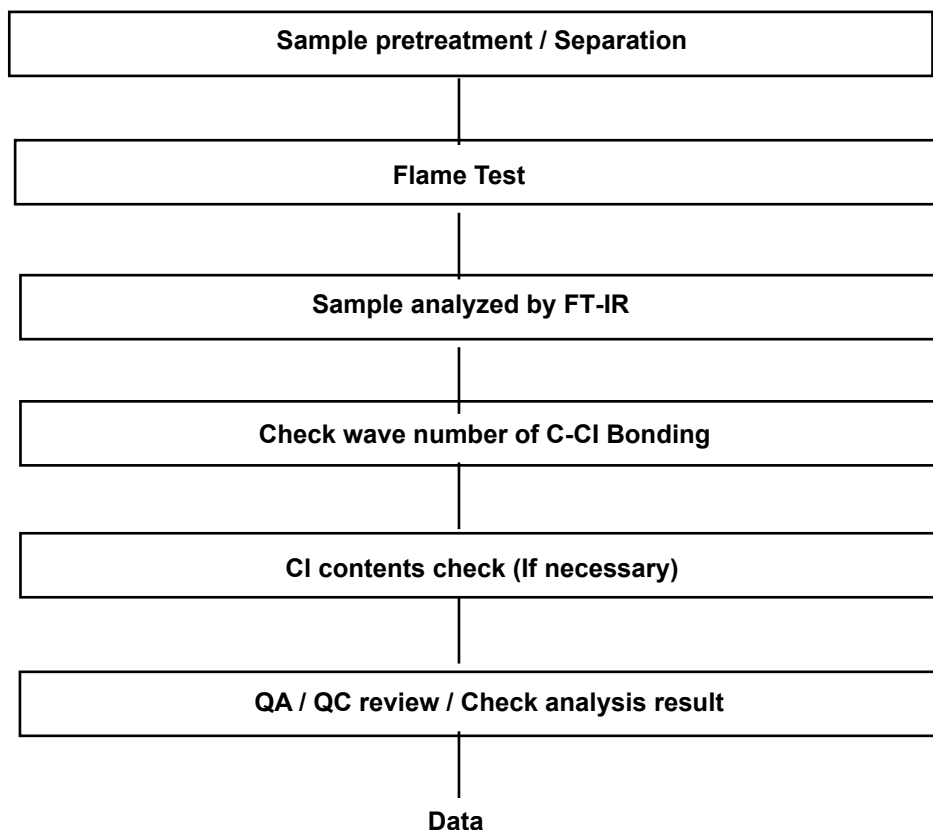 Sample pretreatment / Separation
Flame Test
Sample analyzed by FT-IR
Check wave number of C-Cl Bonding
Cl contents check (If necessary)
QA / QC review / Check analysis result
Data